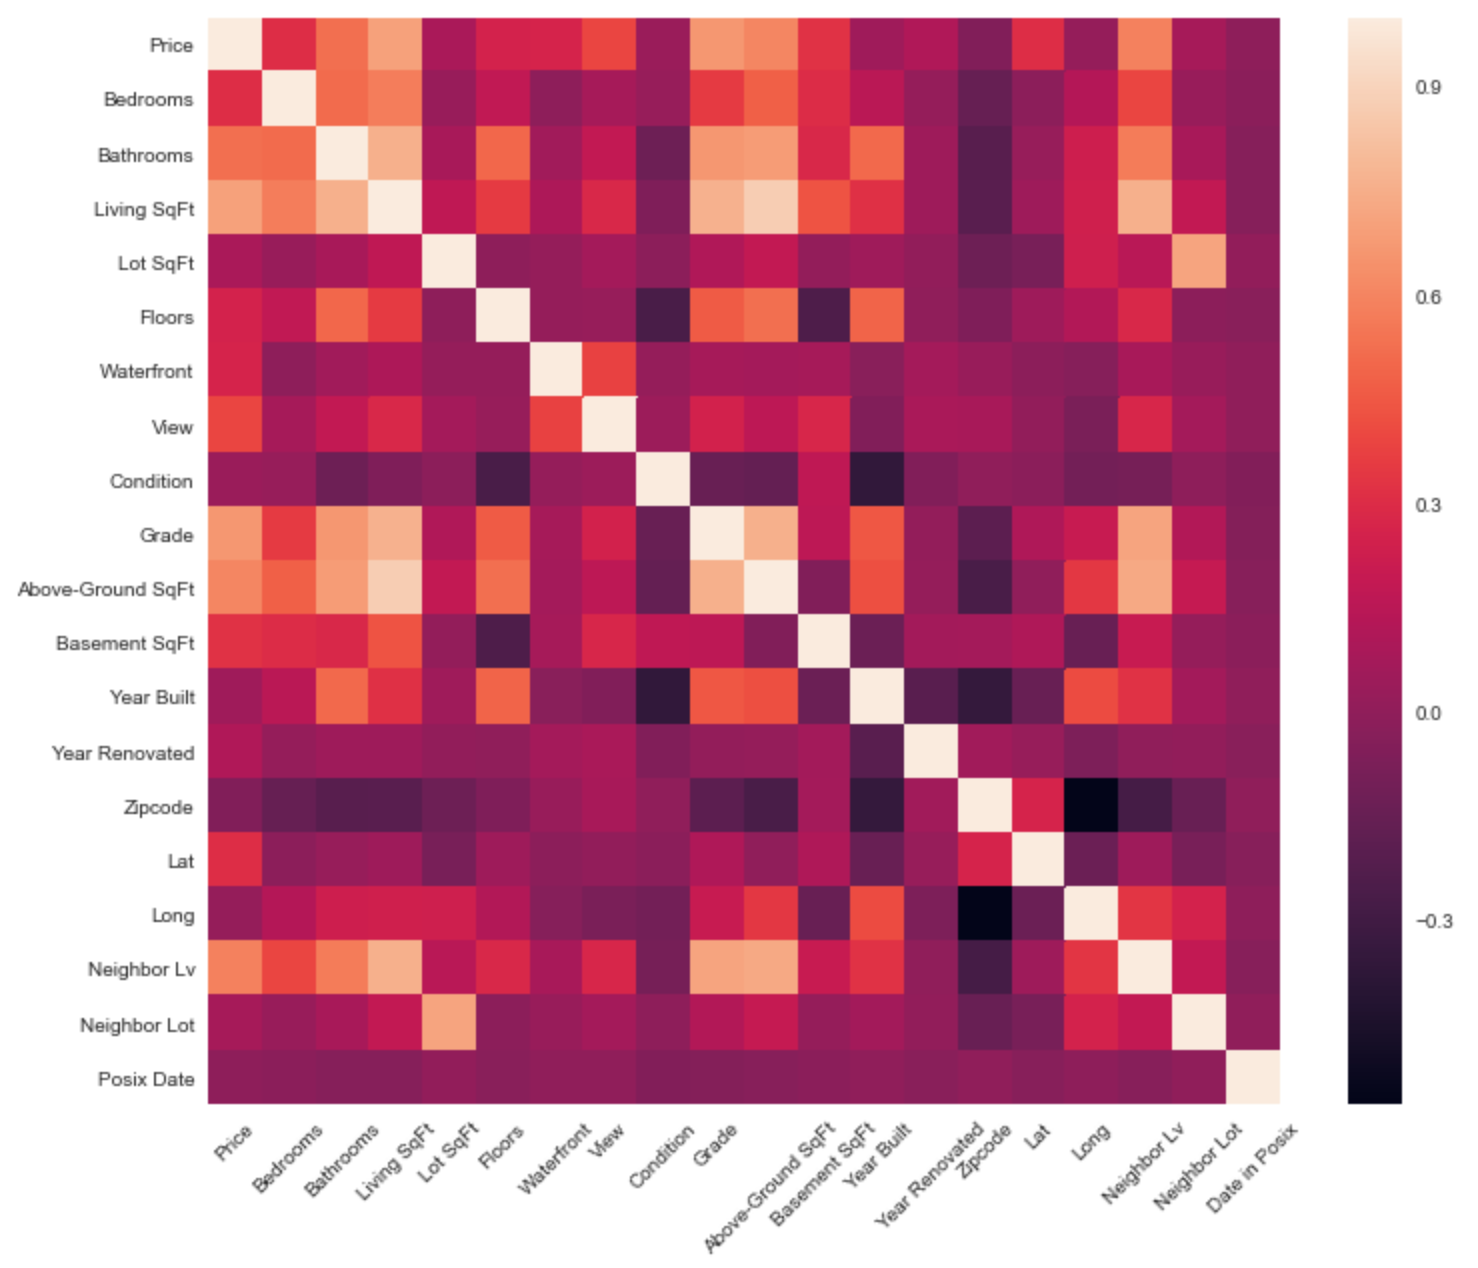 Price
Bedrooms
Bathrooms
Living SqFt
Lot SqFt
Floors
Waterfront
View
Condition
Grade
Above-Ground SqFt
Basement SqFt
Year Built
Year Renovated
Zipcode
Lat
Long
Neighbor Lv
Neighbor Lot
Posix Date
Price
Bedrooms
Bathrooms
Living SqFt
Lot SqFt
Floors
Waterfront
View
Condition
Grade
Above-Ground SqFt
Basement SqFt
Year Built
Year Renovated
Zipcode
Lat
Long
Neighbor Lv
Neighbor Lot
Date in Posix
0.9
0.6
0.3
0.0
−0.3